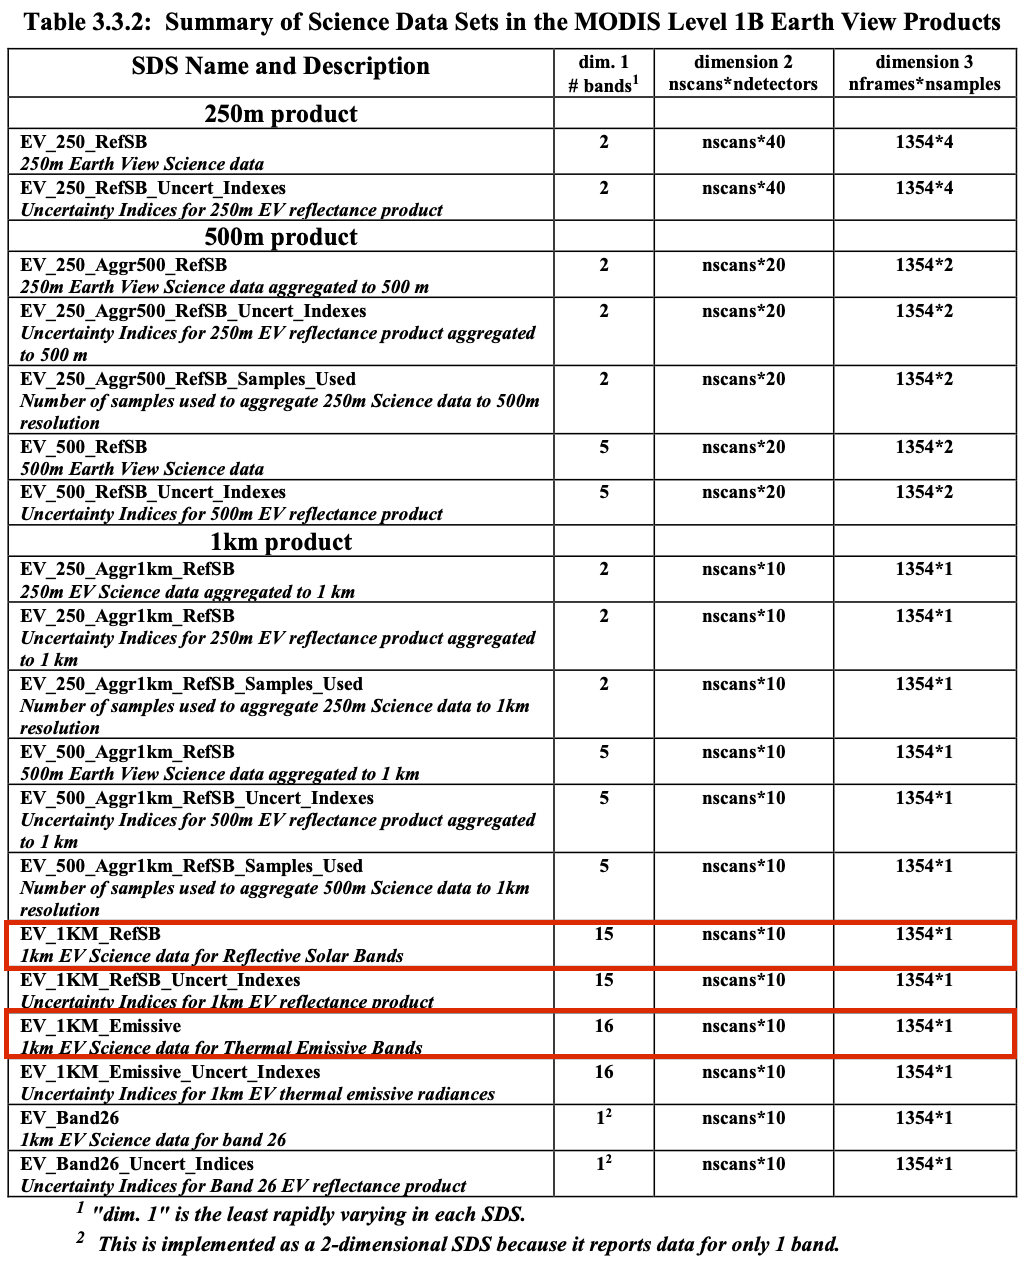 Table 3.3.2: Summary of Science Data Sets in the MODIS Level 1B Earth View Products
SDS Name and Description dim. 1 dimension 2 dimension 3
# bands¹ nscans*ndetectors nframes*nsamples
250m product
EV_250_RefSB 2 nscans*40 1354*4
250m Earth View Science data
EV_250_RefSB_Uncert_Indexes 2 nscans*40 1354*4
Uncertainty Indices for 250m EV reflectance product
500m product
EV_250_Aggr500_RefSB 2 nscans*20 1354*2
250m Earth View Science data aggregated to 500 m
EV_250_Aggr500_RefSB_Uncert_Indexes 2 nscans*20 1354*2
Uncertainty Indices for 250m EV reflectance product aggregated
to 500 m
EV_250_Aggr500_RefSB_Samples_Used 2 nscans*20 1354*2
Number of samples used to aggregate 250m Science data to 500m
resolution
EV_500_RefSB 5 nscans*20 1354*2
500m Earth View Science data
EV_500_RefSB_Uncert_Indexes 5 nscans*20 1354*2
Uncertainty Indices for 500m EV reflectance product
1km product
EV_250_Aggr1km_RefSB 2 nscans*10 1354*1
250m EV Science data aggregated to 1 km
EV_250_Aggr1km_RefSB 2 nscans*10 1354*1
Uncertainty Indices for 250m EV reflectance product aggregated
to 1 km
EV_250_Aggr1km_RefSB_Samples_Used 2 nscans*10 1354*1
Number of samples used to aggregate 250m Science data to 1km
resolution
EV_500_Aggr1km_RefSB 5 nscans*10 1354*1
500m Earth View Science data aggregated to 1 km
EV_500_Aggr1km_RefSB_Uncert_Indexes 5 nscans*10 1354*1
Uncertainty Indices for 500m EV reflectance product aggregated
to 1 km
EV_500_Aggr1km_RefSB_Samples_Used 5 nscans*10 1354*1
Number of samples used to aggregate 500m Science data to 1km
resolution
EV_1KM_RefSB 15 nscans*10 1354*1
1km EV Science data for Reflective Solar Bands
EV_1KM_RefSB_Uncert_Indexes 15 nscans*10 1354*1
Uncertainty Indices for 1km EV reflectance product
EV_1KM_Emissive 16 nscans*10 1354*1
1km EV Science data for Thermal Emissive Bands
EV_1KM_Emissive_Uncert_Indexes 16 nscans*10 1354*1
Uncertainty Indices for 1km EV thermal emissive radiances
EV_Band26 1² nscans*10 1354*1
1km EV Science data for band 26
EV_Band26_Uncert_Indices 1² nscans*10 1354*1
Uncertainty Indices for Band 26 EV reflectance product
¹ "dim. 1" is the least rapidly varying in each SDS.
² This is implemented as a 2-dimensional SDS because it reports data for only 1 band.